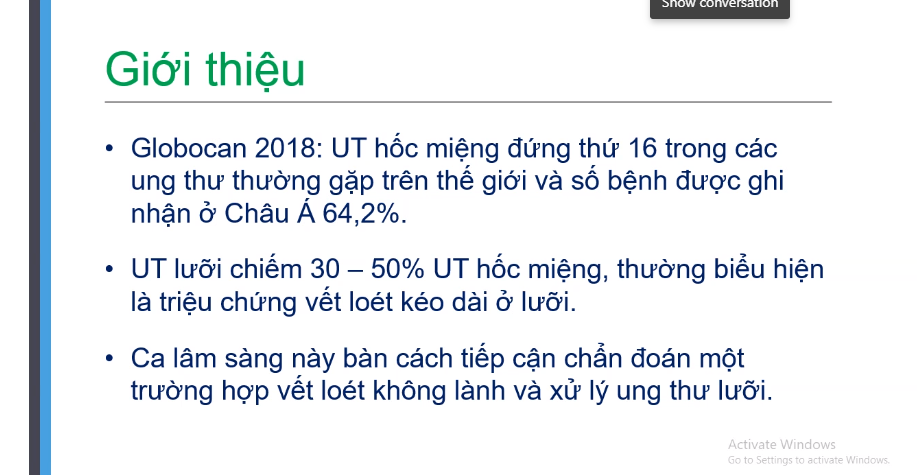 Show conversation
Giới thiệu
• Globocan 2018: UT hốc miệng đứng thứ 16 trong các
ung thư thường gặp trên thế giới và số bệnh được ghi
nhận ở Châu Á 64,2%.
• UT lưỡi chiếm 30 – 50% UT hốc miệng, thường biểu hiện
là triệu chứng vết loét kéo dài ở lưỡi.
• Ca lâm sàng này bàn cách tiếp cận chẩn đoán một
trường hợp vết loét không lành và xử lý ung thư lưỡi.
Activate Windows
Go to Settings to activate Windows.